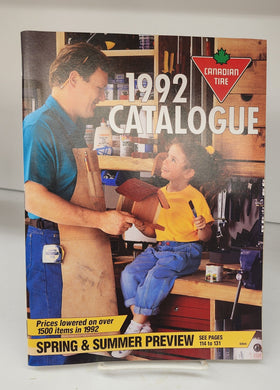 CANADIAN
TIRE
1992
CATALOGUE
Prices lowered on over
1500 items in 1992
SPRING & SUMMER PREVIEW
SEE PAGES
114 to 131